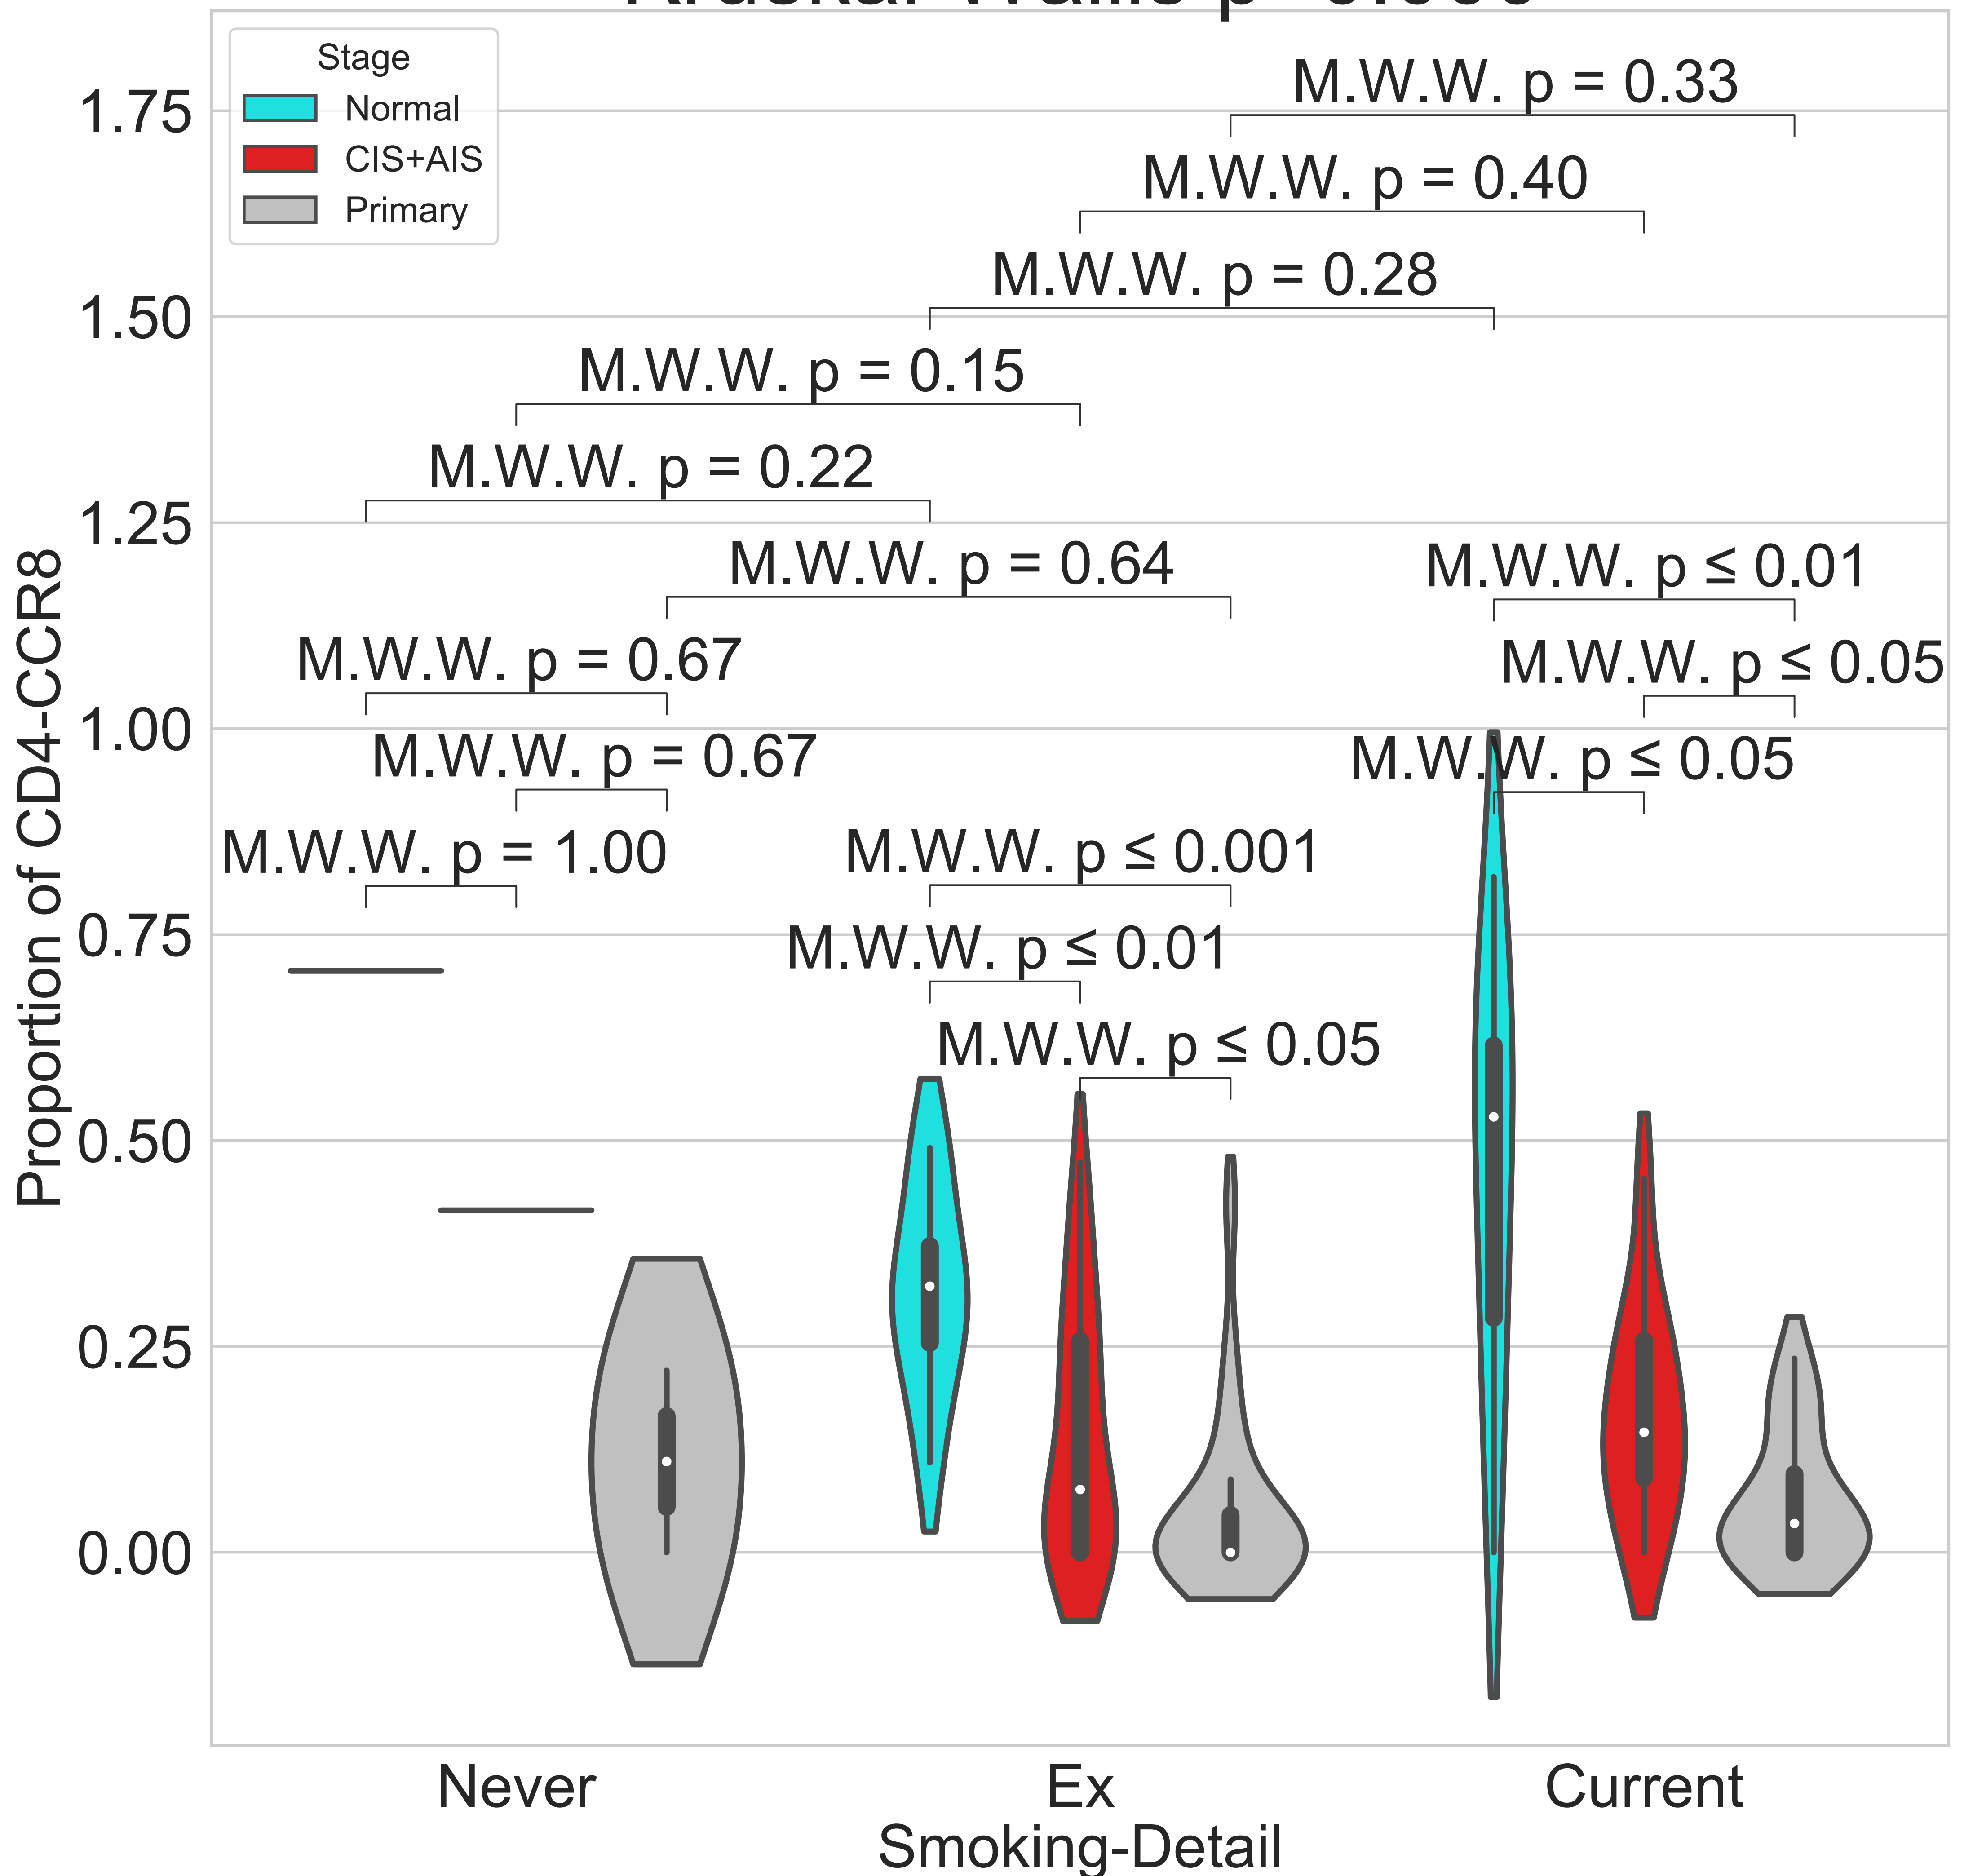 Stage
Normal
CIS+AIS
Primary
M.W.W. p = 0.33
M.W.W. p = 0.40
M.W.W. p = 0.28
M.W.W. p = 0.15
M.W.W. p = 0.22
M.W.W. p = 0.64
M.W.W. p ≤ 0.01
M.W.W. p = 0.67
M.W.W. p ≤ 0.05
M.W.W. p = 0.67
M.W.W. p ≤ 0.05
M.W.W. p = 1.00
M.W.W. p ≤ 0.001
M.W.W. p ≤ 0.01
M.W.W. p ≤ 0.05
Proportion of CD4-CCR8
1.75
1.50
1.25
1.00
0.75
0.50
0.25
0.00
Never
Ex
Current
Smoking-Detail